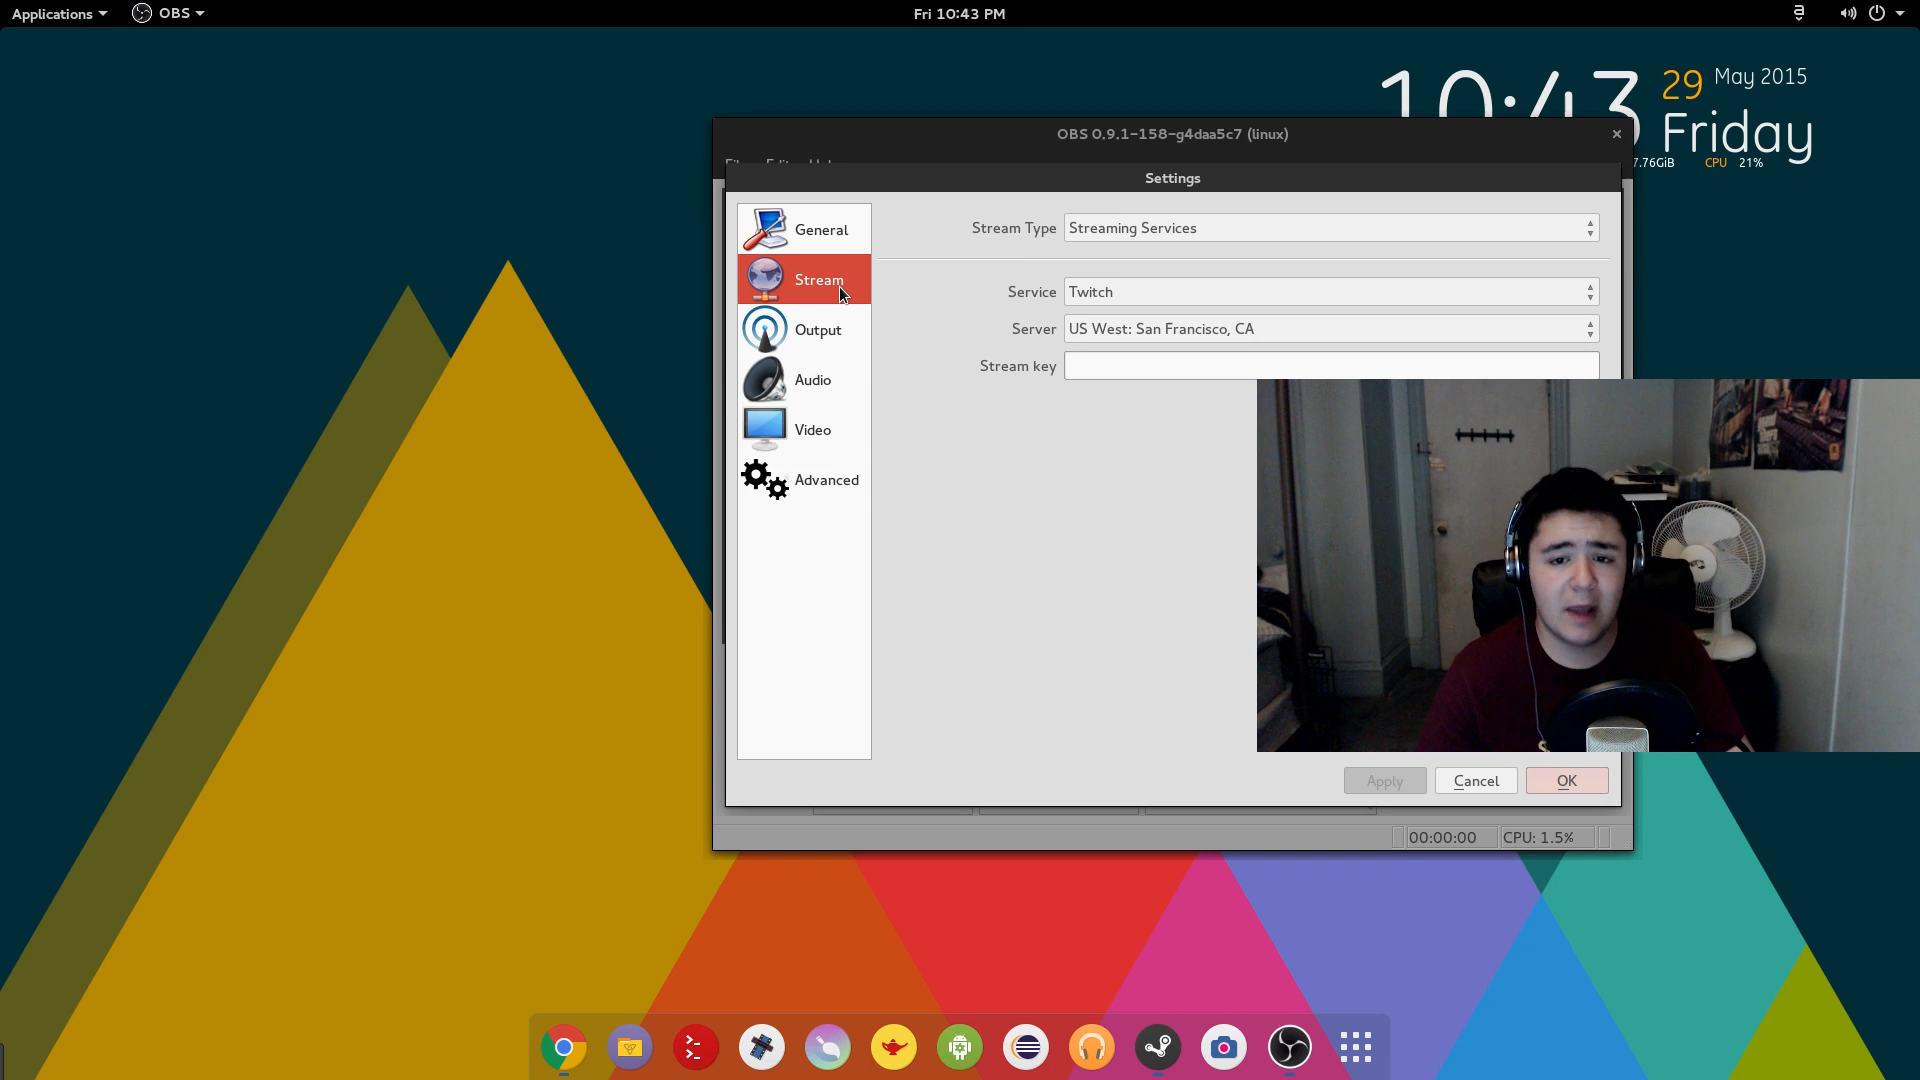 Applications OBS Fri 10:43 PM a
10:43 29 May 2015
Friday
7.76GiB CPU 21%
OBS 0.9.1-158-g4daa5c7 (linux) ×
Settings
General
Stream
Output
Audio
Video
Advanced
Stream Type Streaming Services
Service Twitch
Server US West: San Francisco, CA
Stream key
Apply Cancel OK
00:00:00 CPU: 1.5%